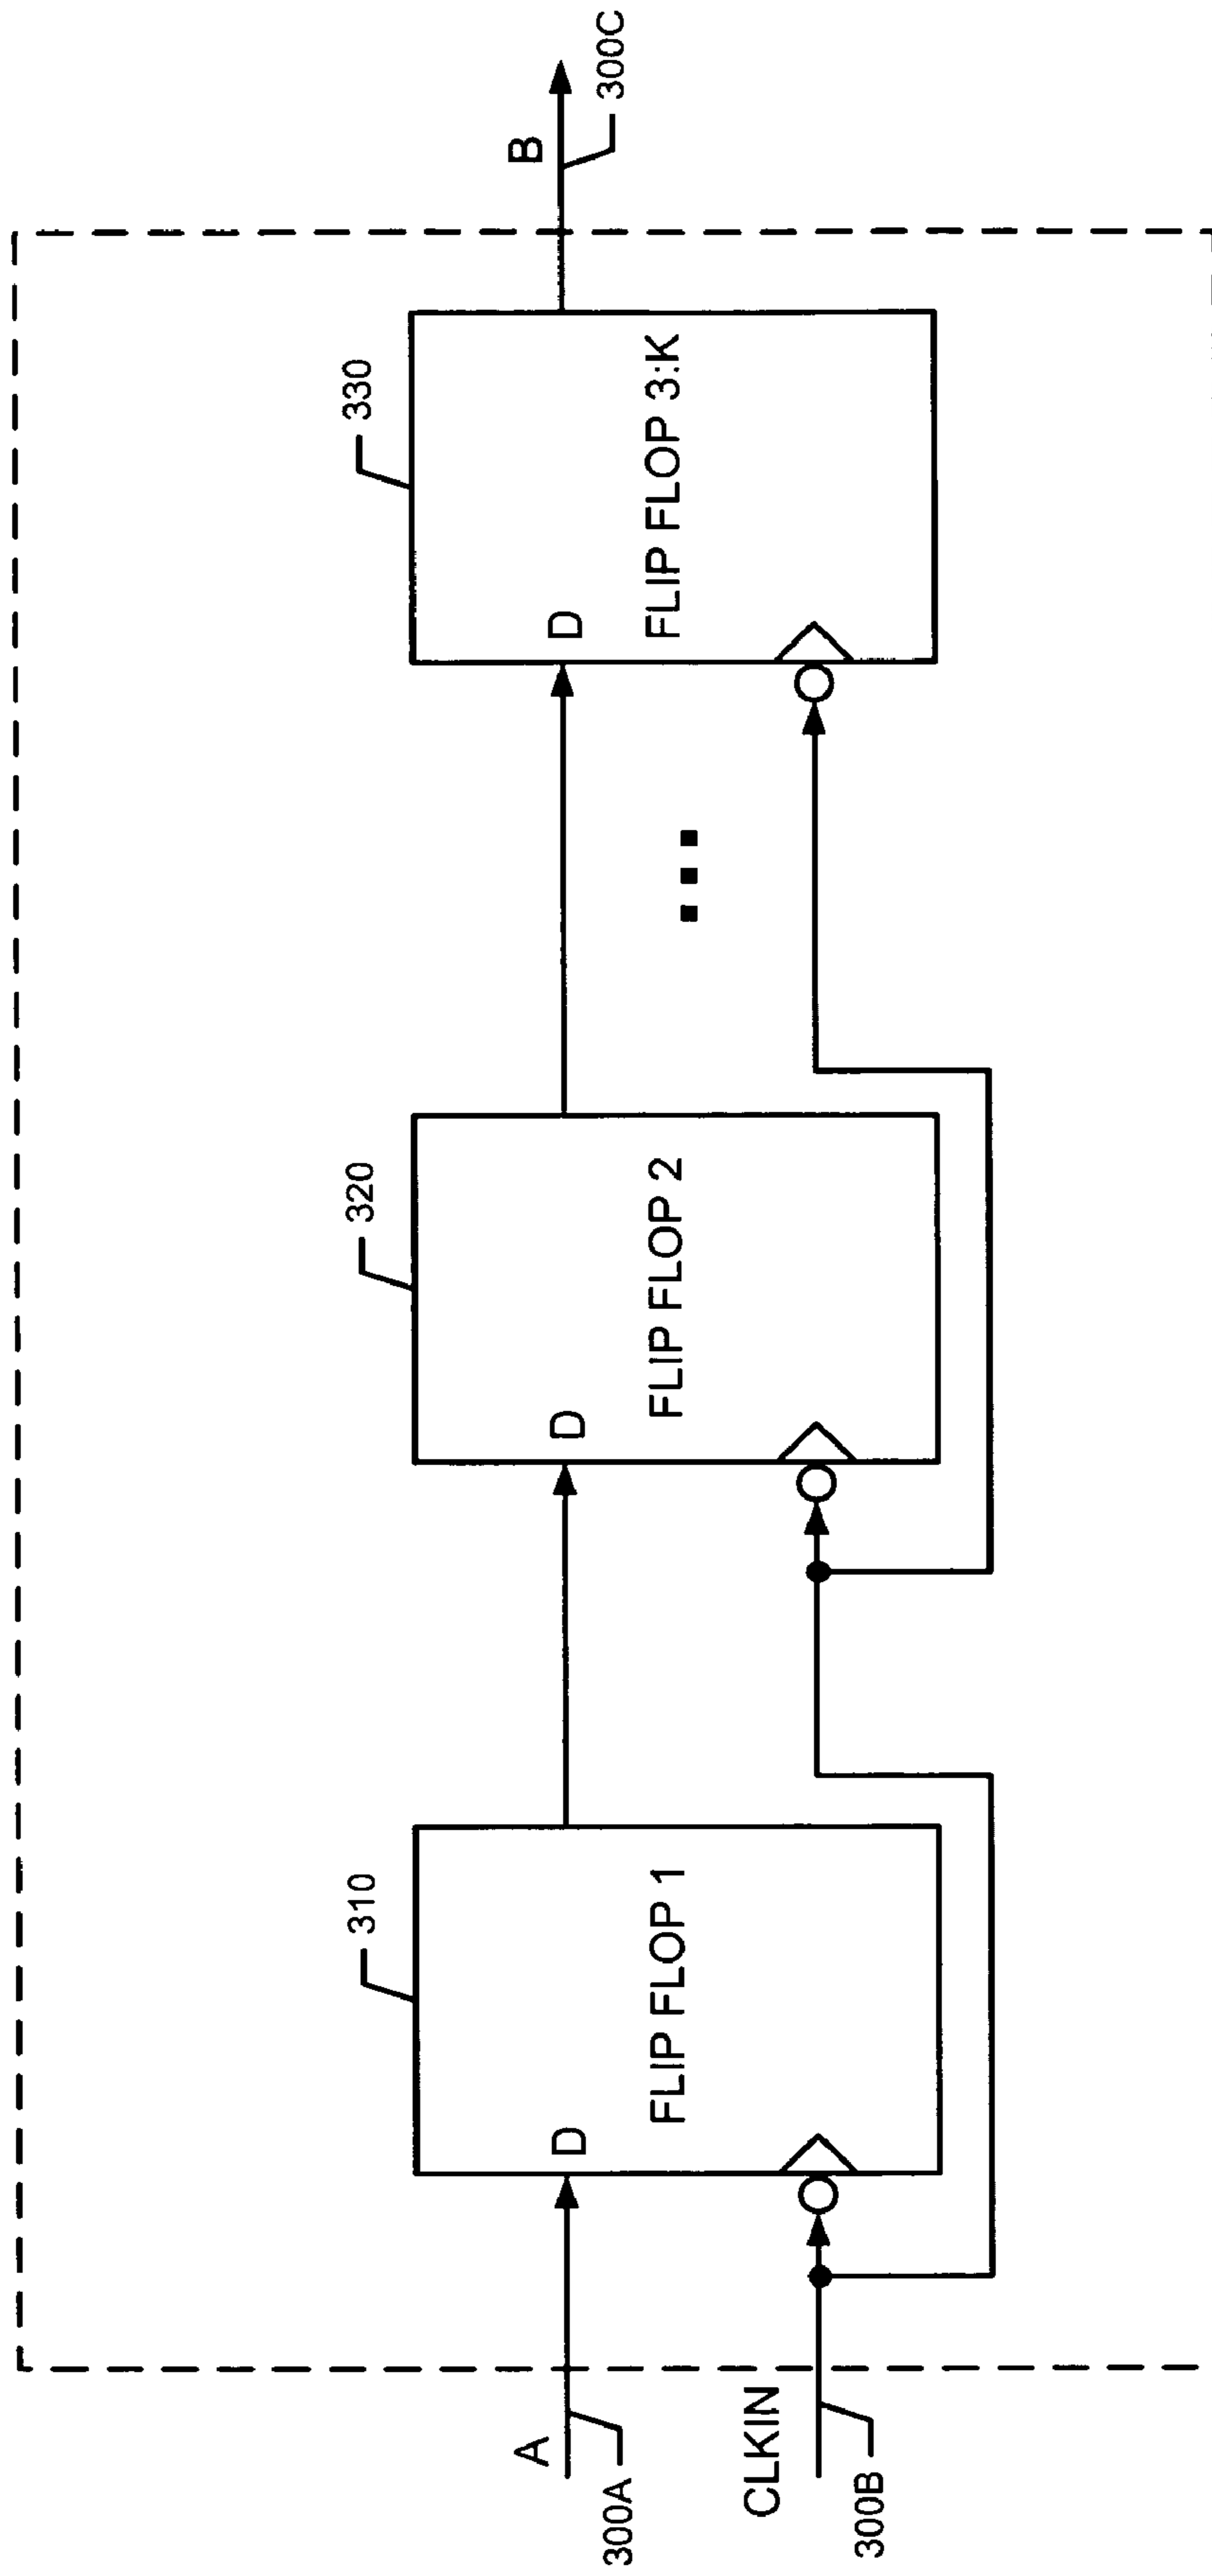 A
300A
CLKIN
300B
310
D
FLIP FLOP 1
320
D
FLIP FLOP 2
330
D
FLIP FLOP 3:K
B
300C